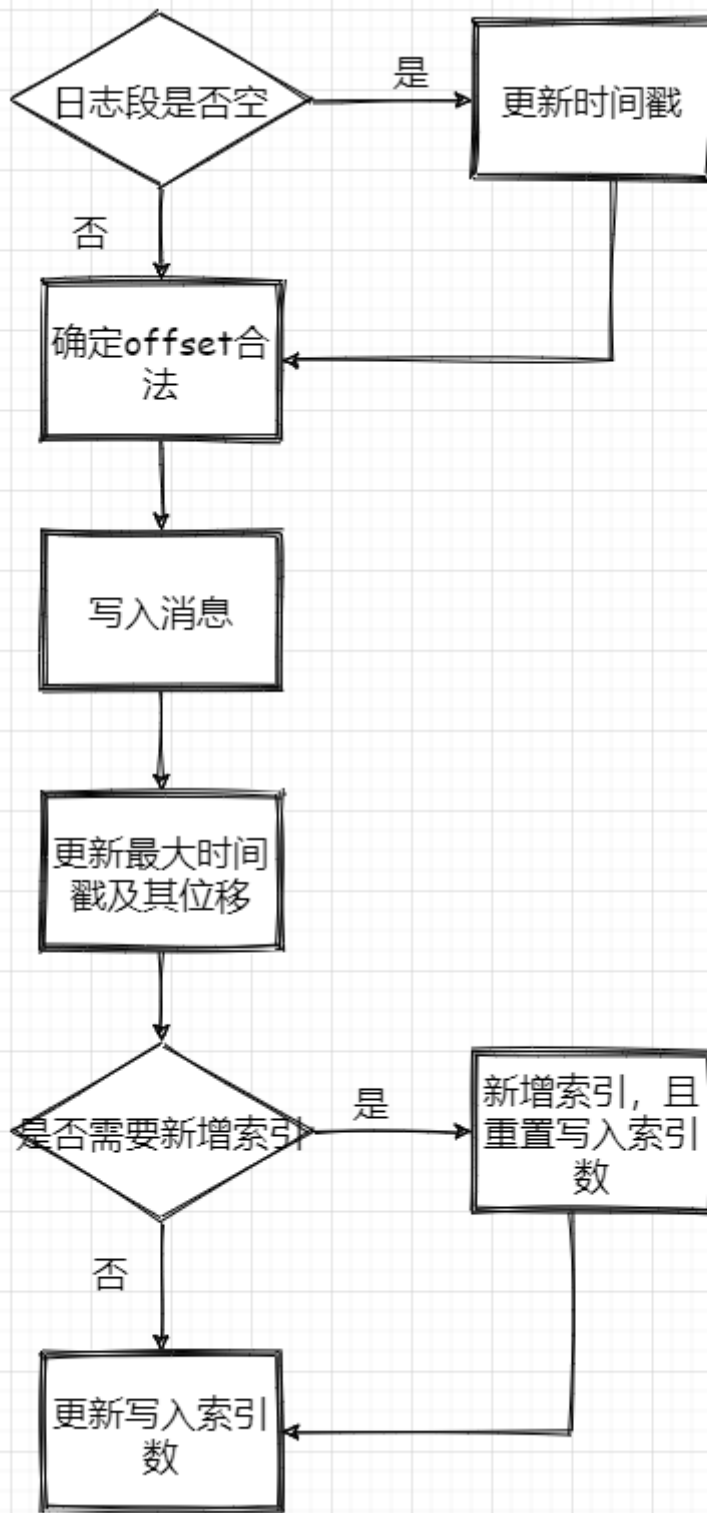 日志段是否空
是
更新时间戳
否
确定offset合
法
写入消息
更新最大时间
戳及其位移
是否需要新增索引
是
新增索引，且
重置写入索引
数
否
更新写入索引
数